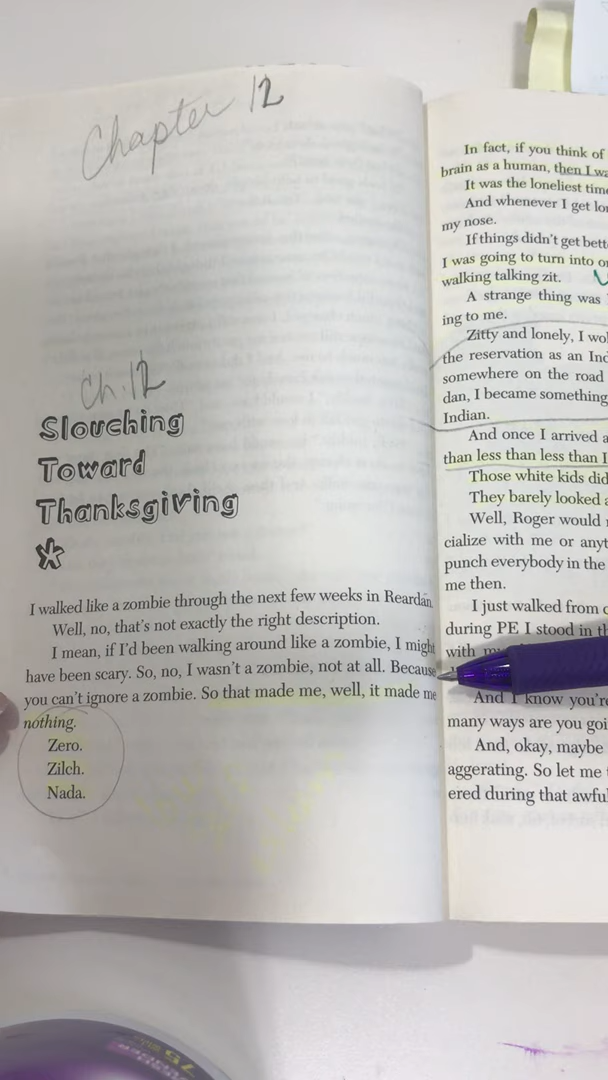 Chapter 12
Ch. 12
Slouching
Toward
Thanksgiving
I walked like a zombie through the next few weeks in Reardan.
Well, no, that's not exactly the right description.
I mean, if I'd been walking around like a zombie, I might
have been scary. So, no, I wasn't a zombie, not at all. Because
you can't ignore a zombie. So that made me, well, it made me
nothing.
Zero.
Zilch.
Nada.
In fact, if you think of
brain as a human, then I wa
It was the loneliest time
And whenever I get lo
my nose.
If things didn't get bett
I was going to turn into o
walking talking zit.
A strange thing was
ing to me.
Zitty and lonely, I wo
the reservation as an Ind
somewhere on the road
dan, I became something
Indian.
And once I arrived a
than less than less than I
Those white kids did
They barely looked a
Well, Roger would
cialize with me or anyt
punch everybody in the
me then.
I just walked from c
during PE I stood in th
with
And I know you're
many ways are you goi
And, okay, maybe
aggerating. So let me
ered during that awful
75